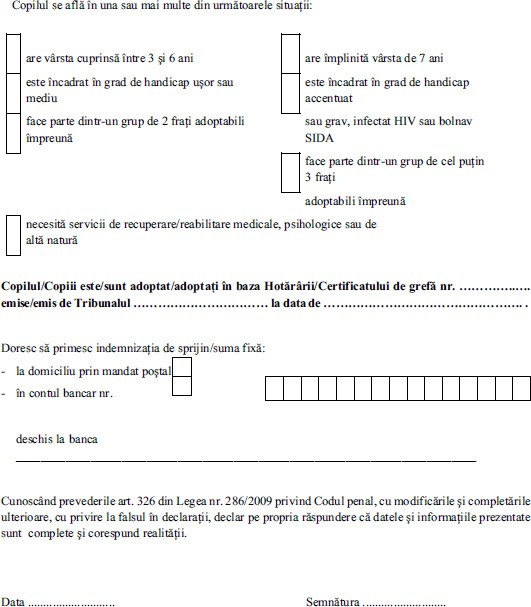 Copilul se află în una sau mai multe din următoarele situații:
are vârsta cuprinsă între 3 și 6 ani
are împlinită vârsta de 7 ani
este încadrat în grad de handicap ușor sau
mediu
este încadrat în grad de handicap
accentuat
face parte dintr-un grup de 2 frați adoptabili
împreună
sau grav, infectat HIV sau bolnav
SIDA
face parte dintr-un grup de cel puțin
3 frați
adoptabili împreună
necesită servicii de recuperare/reabilitare medicale, psihologice sau de
altă natură
Copilul/Copiii este/sunt adoptat/adoptați în baza Hotărârii/Certificatului de grefă nr. ………………
emise/emis de Tribunalul …………………………… la data de ………………………………………… .
Doresc să primesc indemnizația de sprijin/suma fixă:
- la domiciliu prin mandat poștal
- în contul bancar nr.
deschis la banca
Cunoscând prevederile art. 326 din Legea nr. 286/2009 privind Codul penal, cu modificările și completările
ulterioare, cu privire la falsul în declarații, declar pe propria răspundere că datele și informațiile prezentate
sunt complete și corespund realității.
Data ............................ Semnătura ...........................